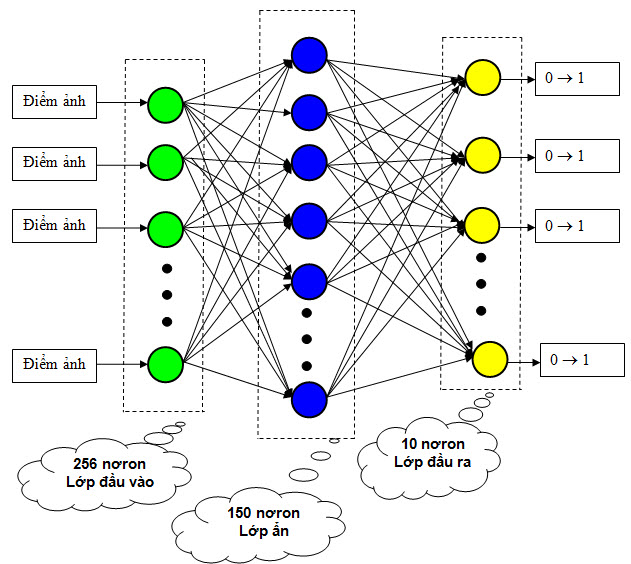 Điểm ảnh
Điểm ảnh
Điểm ảnh
Điểm ảnh
0 → 1
0 → 1
0 → 1
0 → 1
256 nơron
Lớp đầu vào
150 nơron
Lớp ẩn
10 nơron
Lớp đầu ra